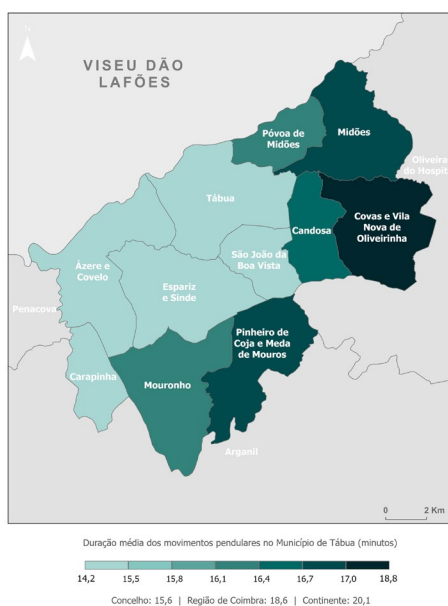 VISEU DÃO
LAFÕES
Póvoa de
Midões
Midões
Oliveira
do Hospit
Tábua
Candosa
Covas e Vila
Nova de
Oliveirinha
São João da
Boa Vista
Ázere e
Covelo
Espariz
e Sinde
Penacova
Pinheiro de
Coja e Meda
de Mouros
Carapinha
Mouronho
Arganil
0 2 Km
Duração média dos movimentos pendulares no Município de Tábua (minutos)
14,2 15,5 15,8 16,1 16,4 16,7 17,0 18,8
Concelho: 15,6 | Região de Coimbra: 18,6 | Continente: 20,1